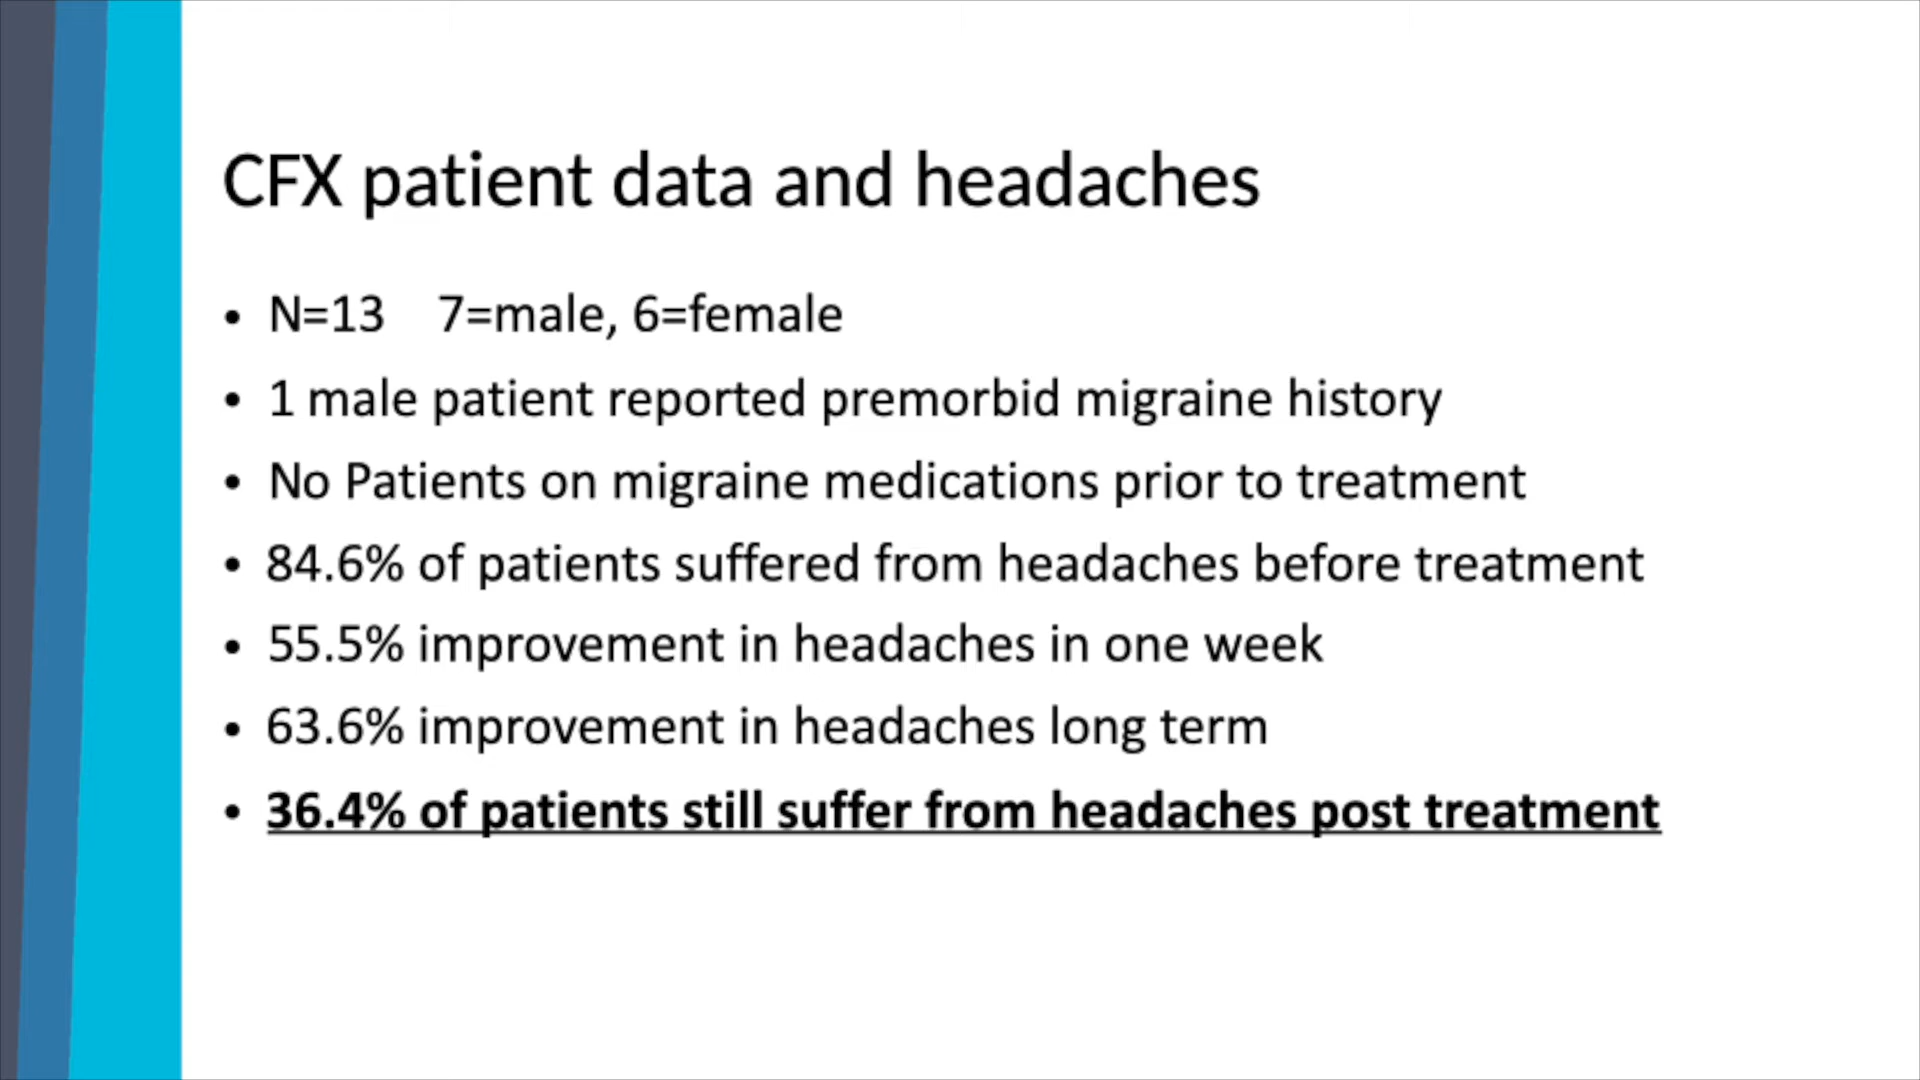 CFX patient data and headaches
• N=13 7=male, 6=female
• 1 male patient reported premorbid migraine history
• No Patients on migraine medications prior to treatment
• 84.6% of patients suffered from headaches before treatment
• 55.5% improvement in headaches in one week
• 63.6% improvement in headaches long term
• 36.4% of patients still suffer from headaches post treatment